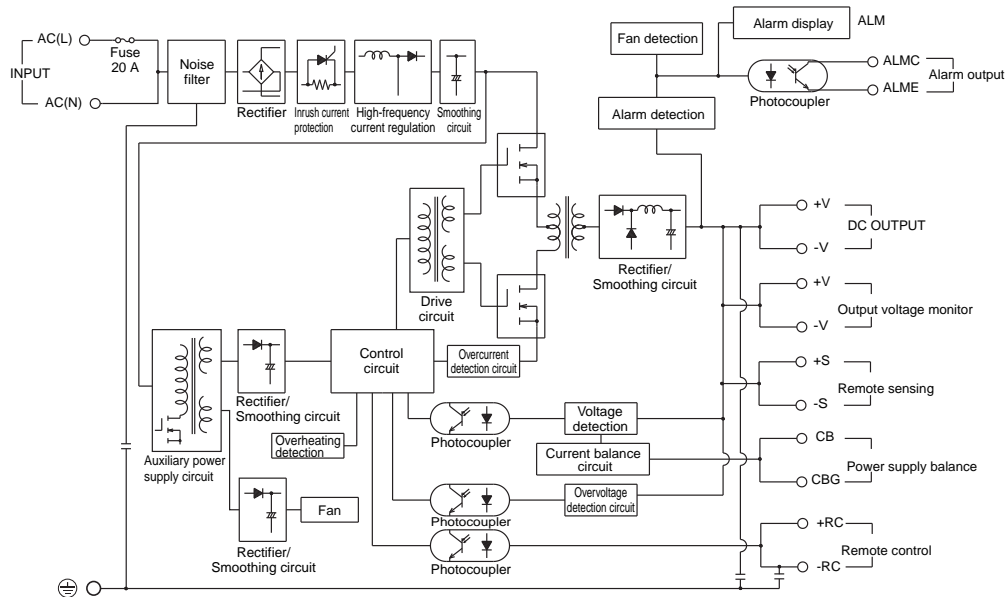 AC(L)
INPUT
AC(N)
Fuse
20 A
Noise
filter
Rectifier
Inrush current
protection
High-frequency
current regulation
Smoothing
circuit
Fan detection
Alarm display
ALM
Photocoupler
ALMC
ALME
Alarm output
Alarm detection
Drive
circuit
Rectifier/
Smoothing circuit
+V
-V
DC OUTPUT
+V
-V
Output voltage monitor
+S
-S
Remote sensing
CB
CBG
Power supply balance
+RC
-RC
Remote control
Control
circuit
Overcurrent
detection circuit
Auxiliary power
supply circuit
Rectifier/
Smoothing circuit
Overheating
detection
Photocoupler
Voltage
detection
Current balance
circuit
Photocoupler
Overvoltage
detection circuit
Photocoupler
Rectifier/
Smoothing circuit
Fan